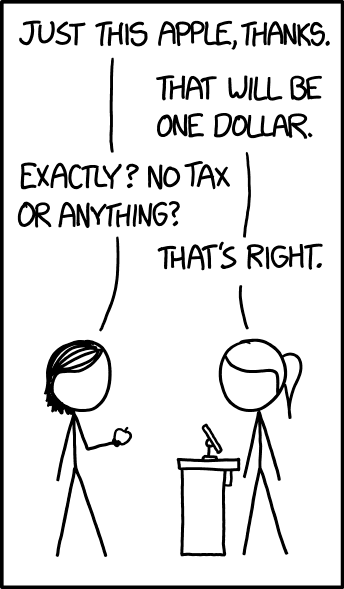 JUST THIS APPLE, THANKS.
THAT WILL BE
ONE DOLLAR.
EXACTLY? NO TAX
OR ANYTHING?
THAT'S RIGHT.